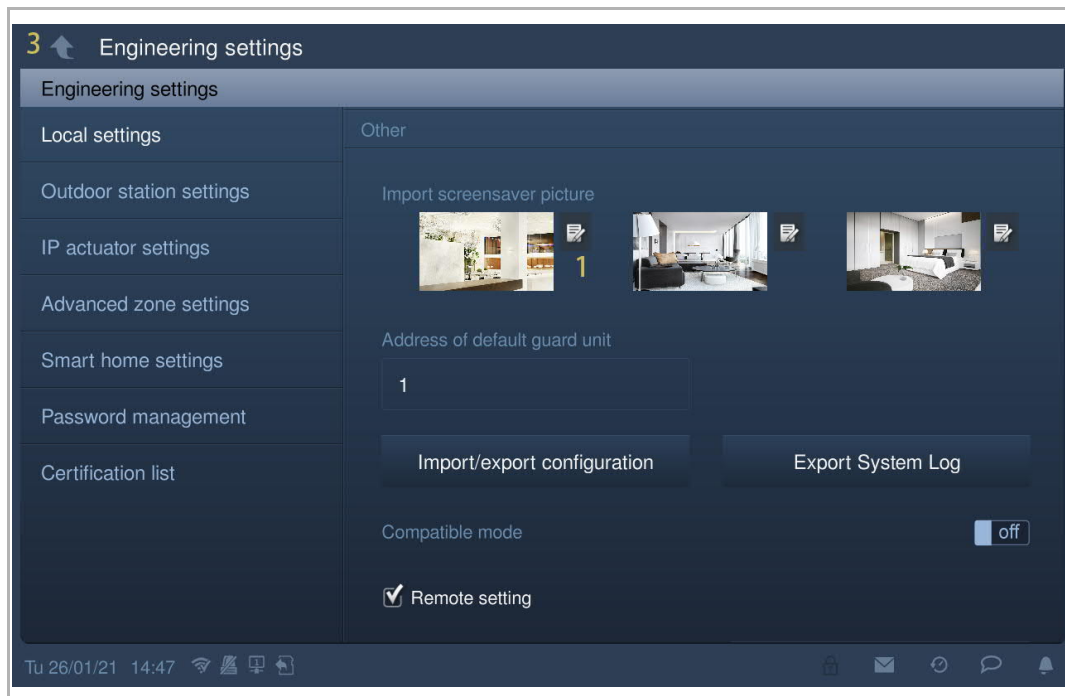 3 Engineering settings
Engineering settings
Local settings
Outdoor station settings
IP actuator settings
Advanced zone settings
Smart home settings
Password management
Certification list
Other
Import screensaver picture
1
Address of default guard unit
1
Import/export configuration
Export System Log
Compatible mode
off
Remote setting
Tu 26/01/21 14:47